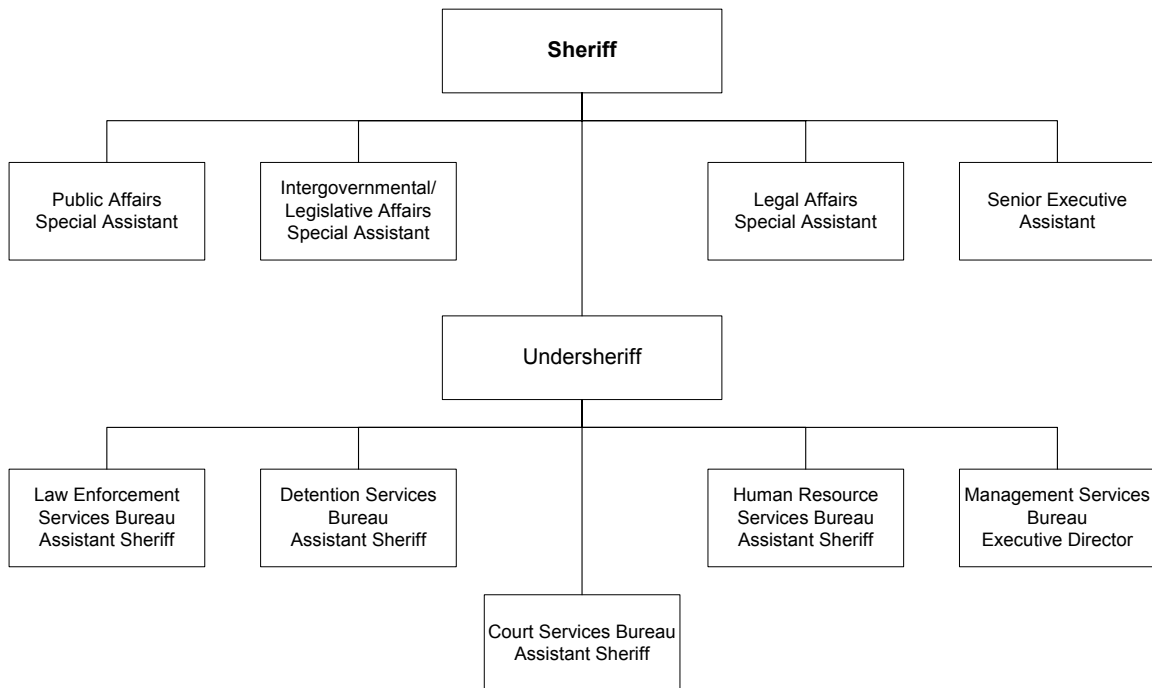 Sheriff
Public Affairs
Special Assistant
Intergovernmental/
Legislative Affairs
Special Assistant
Legal Affairs
Special Assistant
Senior Executive
Assistant
Undersheriff
Law Enforcement
Services Bureau
Assistant Sheriff
Detention Services
Bureau
Assistant Sheriff
Human Resource
Services Bureau
Assistant Sheriff
Management Services
Bureau
Executive Director
Court Services Bureau
Assistant Sheriff